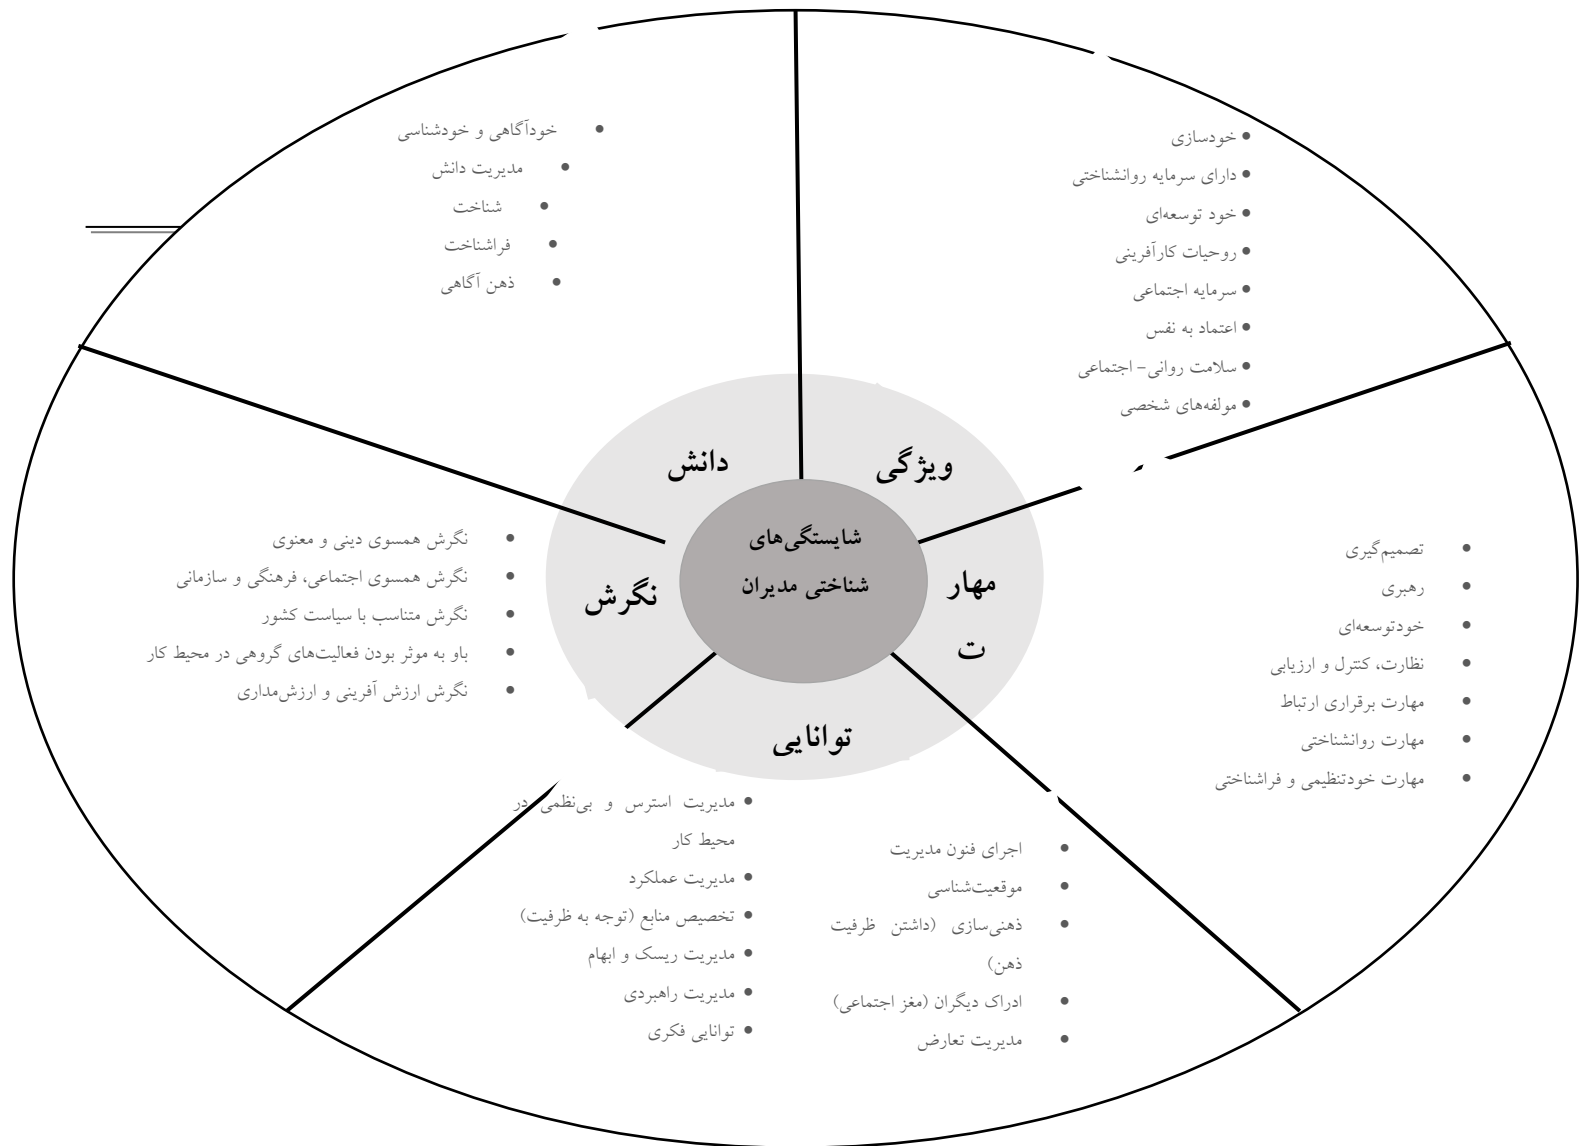 • خودسازی
• دارای سرمایه روانشناختی
• خود توسعه‌ای
• روحیات کارآفرینی
• سرمایه اجتماعی
• اعتماد به نفس
• سلامت روانی- اجتماعی
• مولفه‌های شخصی
• خودآگاهی و خودشناسی
• مدیریت دانش
• شناخت
• فراشناخت
• ذهن آگاهی
ویژگی
دانش
شایستگی‌های
شناختی مدیران
مهار
ت
نگرش
توانایی
• تصمیم‌گیری
• رهبری
• خودتوسعه‌ای
• نظارت، کنترل و ارزیابی
• مهارت برقراری ارتباط
• مهارت روانشناختی
• مهارت خودتنظیمی و فراشناختی
• نگرش همسوی دینی و معنوی
• نگرش همسوی اجتماعی، فرهنگی و سازمانی
• نگرش متناسب با سیاست کشور
• باو به موثر بودن فعالیت‌های گروهی در محیط کار
• نگرش ارزش آفرینی و ارزش‌مداری
• اجرای فنون مدیریت
• موقعیت‌شناسی
• ذهنی‌سازی (داشتن ظرفیت
ذهن)
• ادراک دیگران (مغز اجتماعی)
• مدیریت تعارض
• مدیریت استرس و بی‌نظمی در
محیط کار
• مدیریت عملکرد
• تخصیص منابع (توجه به ظرفیت)
• مدیریت ریسک و ابهام
• مدیریت راهبردی
• توانایی فکری